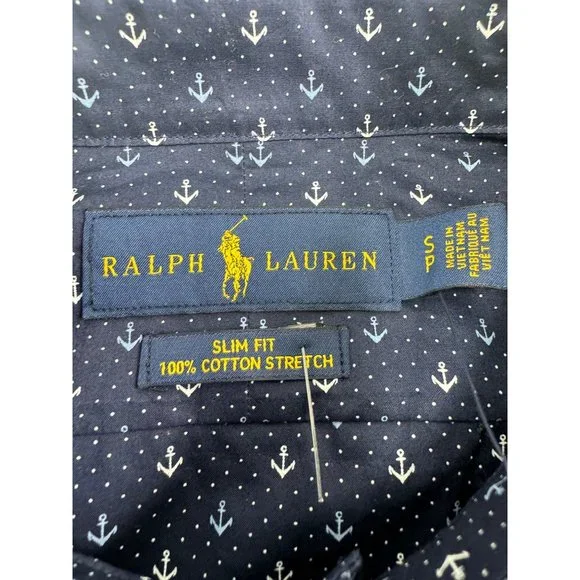 RALPH LAUREN
S
P
MADE IN
VIETNAM
FABRIQUÉ AU
VIÊT NAM
SLIM FIT
100% COTTON STRETCH